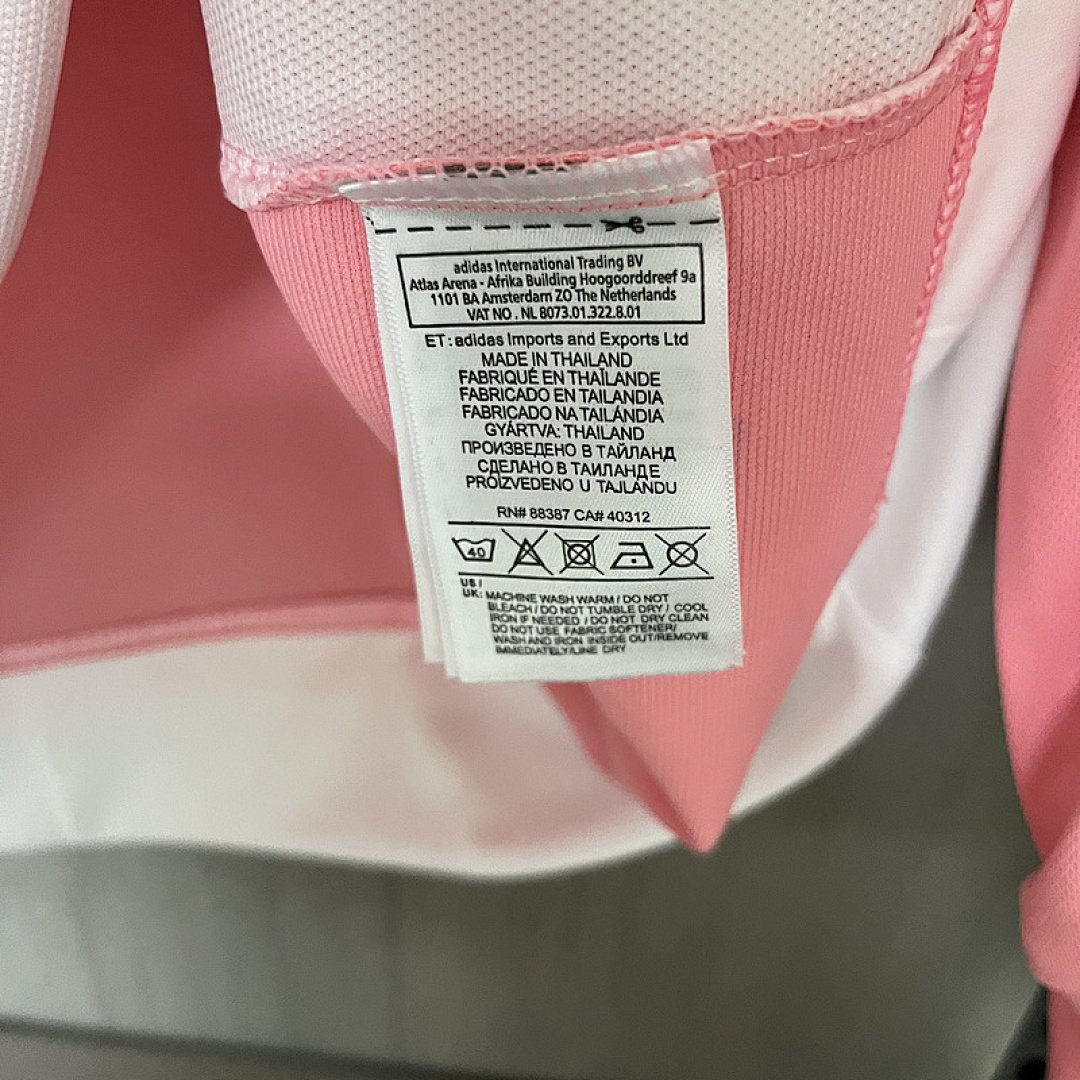 adidas International Trading BV
Atlas Arena - Afrika Building Hoogoorddreef 9a
1101 BA Amsterdam ZO The Netherlands
VAT NO. NL 8073.01.322.8.01
ET: adidas Imports and Exports Ltd
MADE IN THAILAND
FABRIQUÉ EN THAÏLANDE
FABRICADO EN TAILANDIA
FABRICADO NA TAILÂNDIA
GYÁRTVA: THAILAND
ПРОИЗВЕДЕНО В ТАЙЛАНД
СДЕЛАНО В ТАИЛАНДЕ
PROIZVEDENO U TAJLANDU
RN# 88387 CA# 40312
40
US /
UK: MACHINE WASH WARM / DO NOT
BLEACH / DO NOT TUMBLE DRY / COOL
IRON IF NEEDED / DO NOT DRY CLEAN
DO NOT USE FABRIC SOFTENER/
WASH AND IRON INSIDE OUT/REMOVE
IMMEDIATELY/LINE DRY